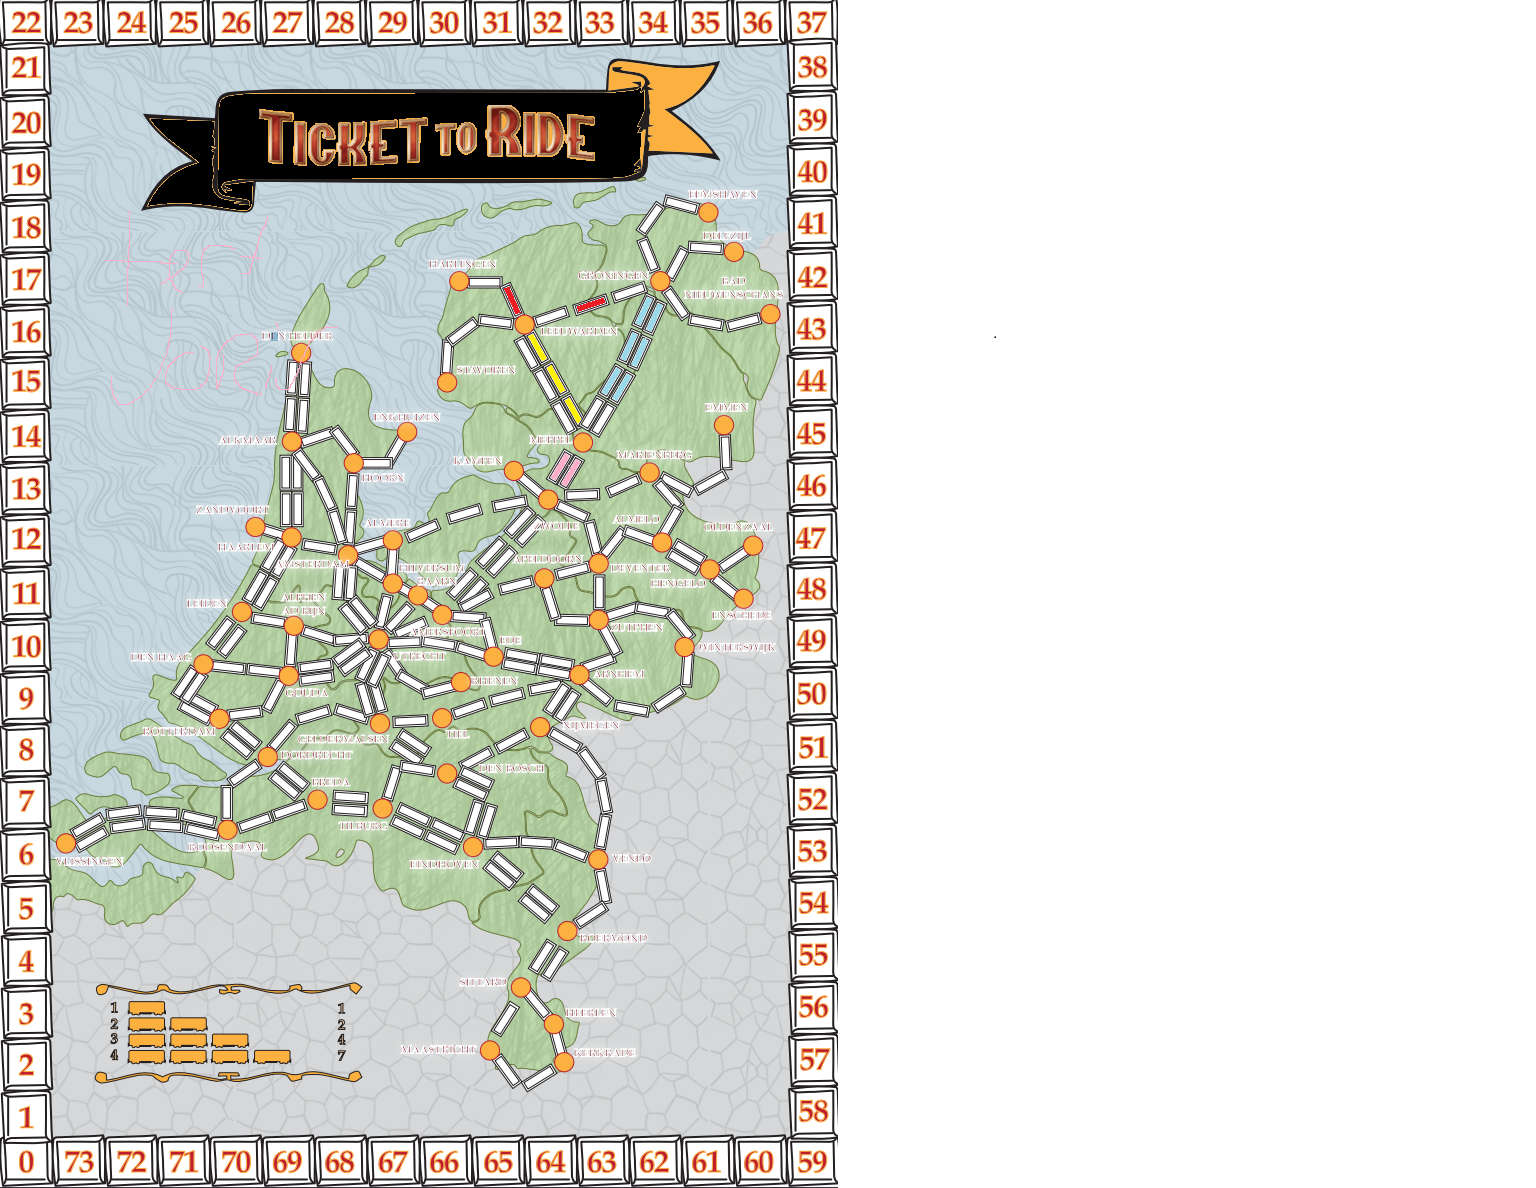 22 23 24 25 26 27 28 29 30 31 32 33 34 35 36 37
21 38
TICKET TO RIDE
20 39
19 40
EEMSHAVEN
18 41
DELFZIJL
HARLINGEN
GRONINGEN
17 42
BAD
NIEUWENSCHANS
16 43
LEEUWARDEN
DEN HELDER
STAVOREN
15 44
EMMEN
ENKHUIZEN
14 45
ALKMAAR
MEPPEL
MARIENBERG
KAMPEN
HOORN
13 46
ZANDVOORT
ALMERE
ZWOLLE
ALMELO
OLDENZAAL
12 47
HAARLEM
AMSTERDAM
HILVERSUM
APELDOORN
DEVENTER
BAARN
HENGELO
11 48
LEIDEN
ALPHEN
AD RIJN
ENSCHEDE
AMERSFOORT
ZUTPHEN
EDE
10 49
DEN HAAG
UTRECHT
WINTERSWIJK
ARNHEM
RHENEN
9 50
GOUDA
ROTTERDAM
NIJMEGEN
TIEL
GELDERMALSEN
8 51
DORDRECHT
DEN BOSCH
BREDA
7 52
TILBURG
ROOSENDAAL
VLISSINGEN
6 53
EINDHOVEN
VENLO
5 54
ROERMOND
4 55
SITTARD
3 56
1 1
HEERLEN
2 2
3 4
MAASTRICHT
KERKRADE
4 7
2 57
1 58
0 73 72 71 70 69 68 67 66 65 64 63 62 61 60 59